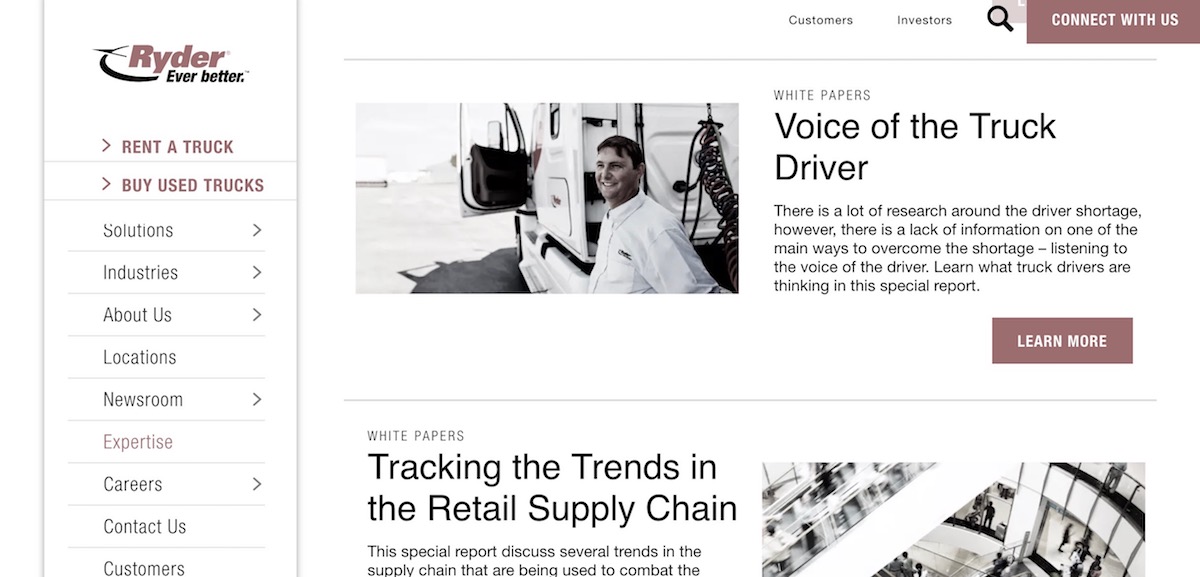 Ryder
Ever better.™
RENT A TRUCK
BUY USED TRUCKS
Solutions
Industries
About Us
Locations
Newsroom
Expertise
Careers
Contact Us
Customers
Customers
Investors
CONNECT WITH US
WHITE PAPERS
Voice of the Truck
Driver
There is a lot of research around the driver shortage,
however, there is a lack of information on one of the
main ways to overcome the shortage – listening to
the voice of the driver. Learn what truck drivers are
thinking in this special report.
LEARN MORE
Ryder
WHITE PAPERS
Tracking the Trends in
the Retail Supply Chain
This special report discuss several trends in the
supply chain that are being used to combat the